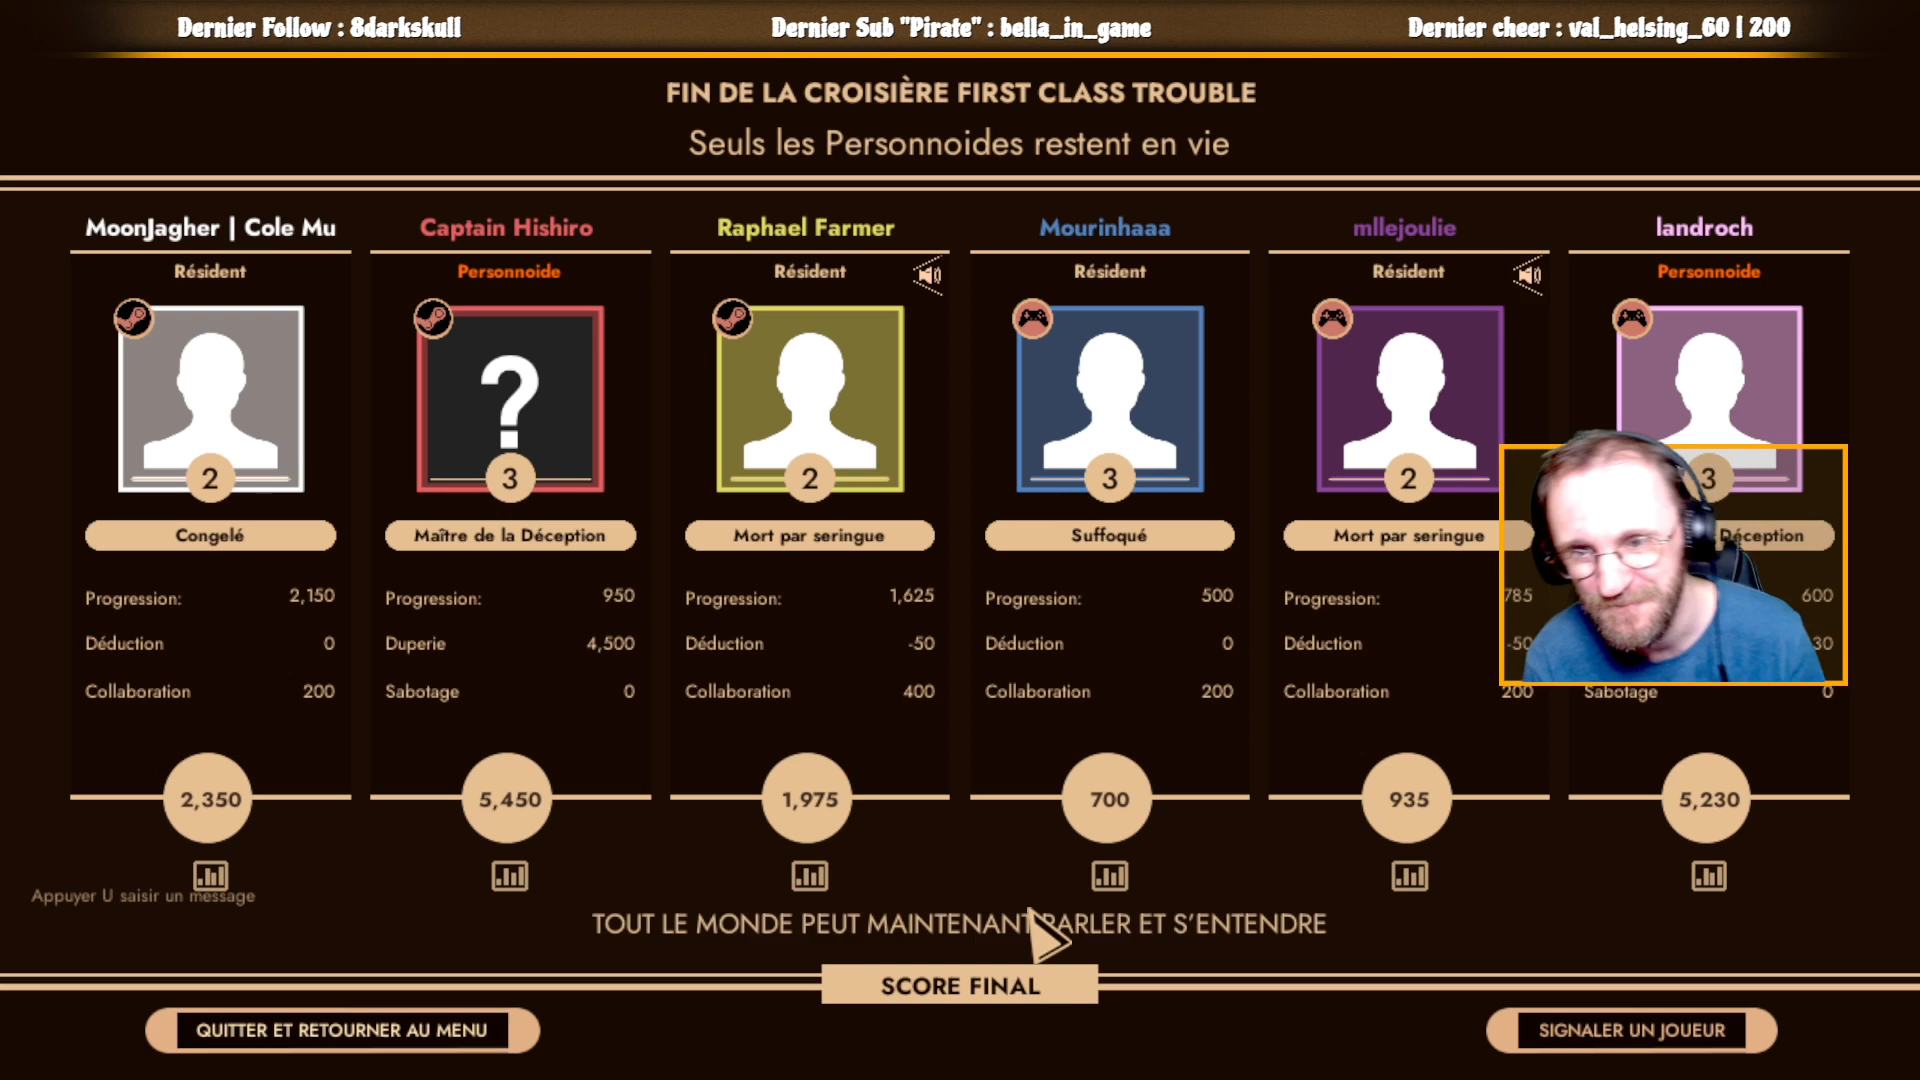 Dernier Follow : 8darkskull
Dernier Sub "Pirate" : bella_in_game
Dernier cheer : val_helsing_60 | 200
FIN DE LA CROISIÈRE FIRST CLASS TROUBLE
Seuls les Personnoides restent en vie
MoonJagher | Cole Mu
Résident
2
Congelé
Progression: 2,150
Déduction 0
Collaboration 200
2,350
Captain Hishiro
Personnoide
?
3
Maître de la Déception
Progression: 950
Duperie 4,500
Sabotage 0
5,450
Raphael Farmer
Résident
2
Mort par seringue
Progression: 1,625
Déduction -50
Collaboration 400
1,975
Mourinhaaa
Résident
3
Suffoqué
Progression: 500
Déduction 0
Collaboration 200
700
mllejoulie
Résident
2
Mort par seringue
Progression: 785
Déduction -50
Collaboration 200
935
landroch
Personnoide
3
Déception
600
30
Sabotage 0
5,230
Appuyer U saisir un message
TOUT LE MONDE PEUT MAINTENANT PARLER ET S'ENTENDRE
SCORE FINAL
QUITTER ET RETOURNER AU MENU
SIGNALER UN JOUEUR